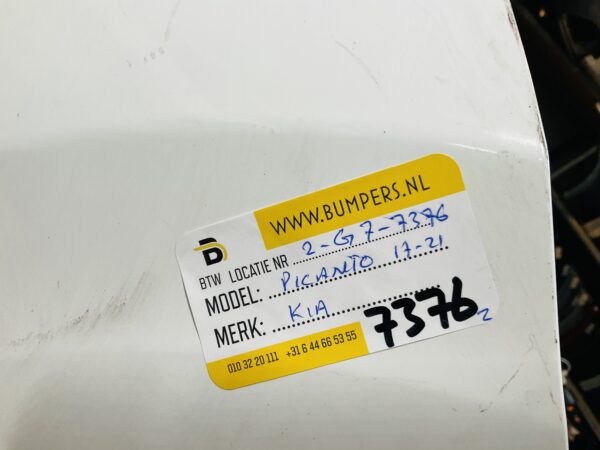 WWW.BUMPERS.NL
BTW LOCATIE NR 2-G7-7376
MODEL: PICANTO 17-21
MERK: KIA
7376
010 32 20 111 +31 6 44 66 53 55